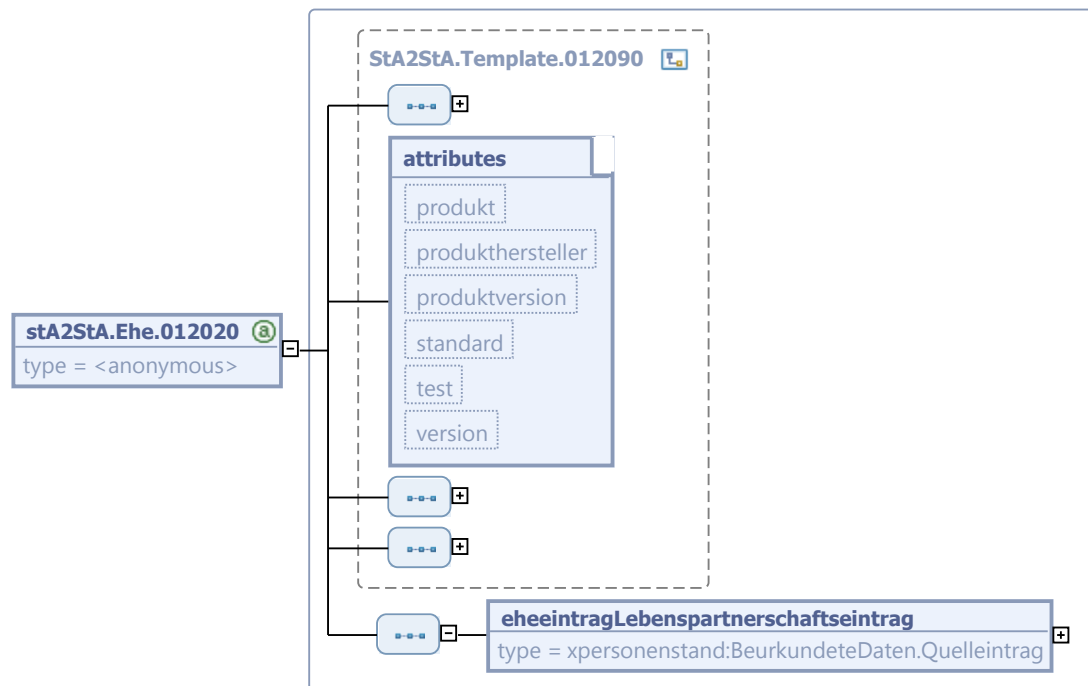 StA2StA.Template.012090
attributes
produkt
produkthersteller
produktversion
standard
test
version
stA2StA.Ehe.012020 a
type = <anonymous>
eheeintragLebenspartnerschaftseintrag
type = xpersonenstand:BeurkundeteDaten.Quelleintrag